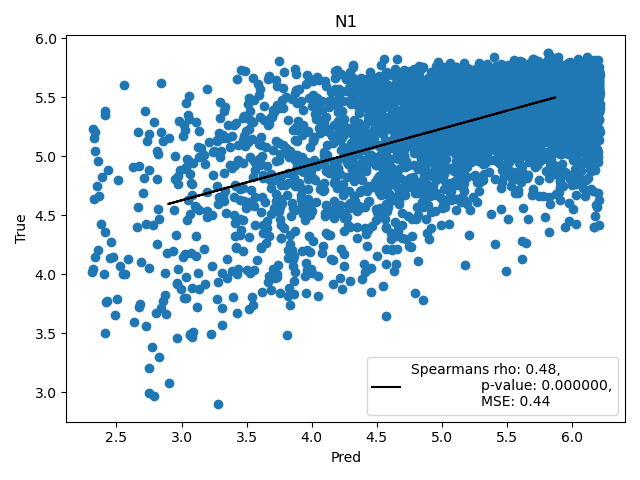 N1
6.0
5.5
5.0
4.5
4.0
3.5
3.0
True
Spearmans rho: 0.48,
p-value: 0.000000,
MSE: 0.44
2.5 3.0 3.5 4.0 4.5 5.0 5.5 6.0
Pred